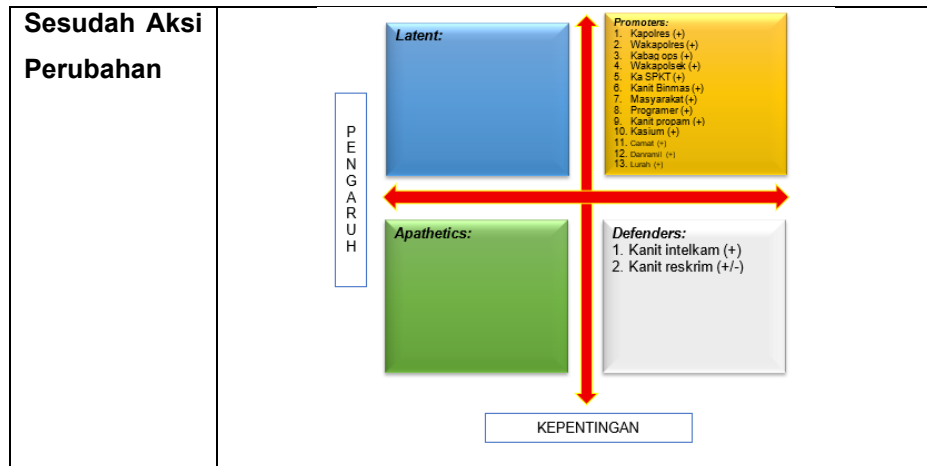 Sesudah Aksi
Perubahan
Latent:
Promoters:
1. Kapolres (+)
2. Wakapolres (+)
3. Kabag ops (+)
4. Wakapolsek (+)
5. Ka SPKT (+)
6. Kanit Binmas (+)
7. Masyarakat (+)
8. Programer (+)
9. Kanit propam (+)
10. Kasium (+)
11. Camat (+)
12. Danramil (+)
13. Lurah (+)
P
E
N
G
A
R
U
H
Apathetics:
Defenders:
1. Kanit intelkam (+)
2. Kanit reskrim (+/-)
KEPENTINGAN